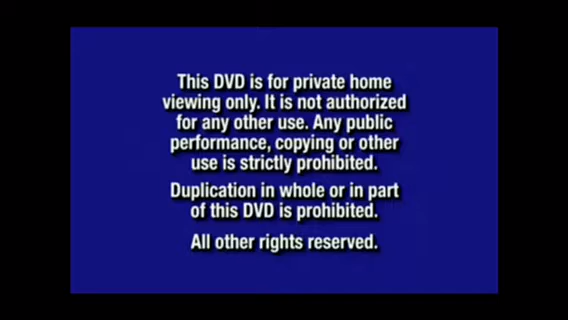 This DVD is for private home
viewing only. It is not authorized
for any other use. Any public
performance, copying or other
use is strictly prohibited.
Duplication in whole or in part
of this DVD is prohibited.
All other rights reserved.